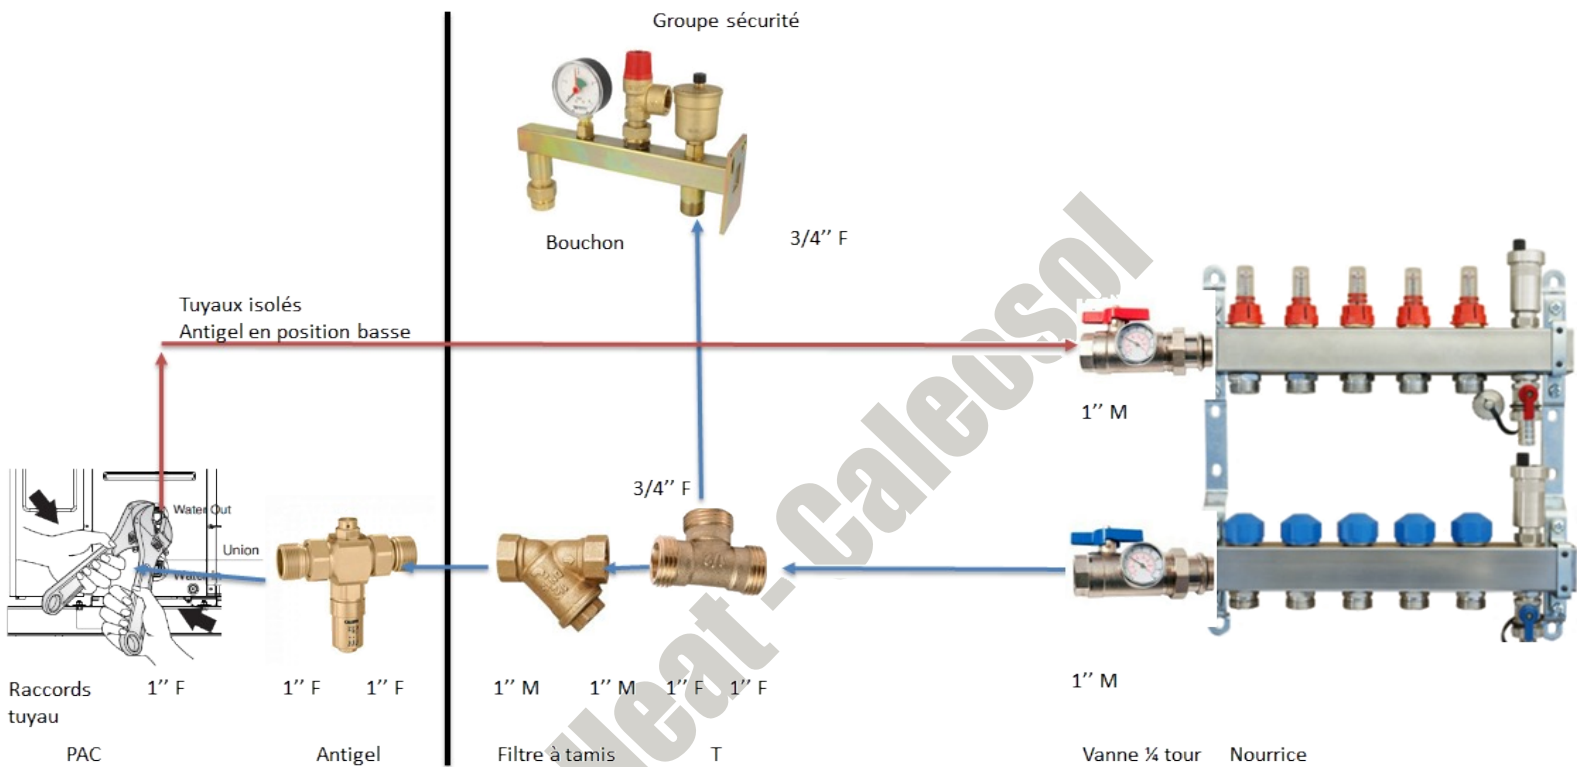 Groupe sécurité
Bouchon
3/4’’ F
Tuyaux isolés
Antigel en position basse
1’’ M
3/4’’ F
Water Out
Union
Raccords tuyau
1’’ F
1’’ F
1’’ F
1’’ M
1’’ M
1’’ F
1’’ F
1’’ M
PAC
Antigel
Filtre à tamis
T
Vanne ¼ tour
Nourrice
Heat-Caleosol